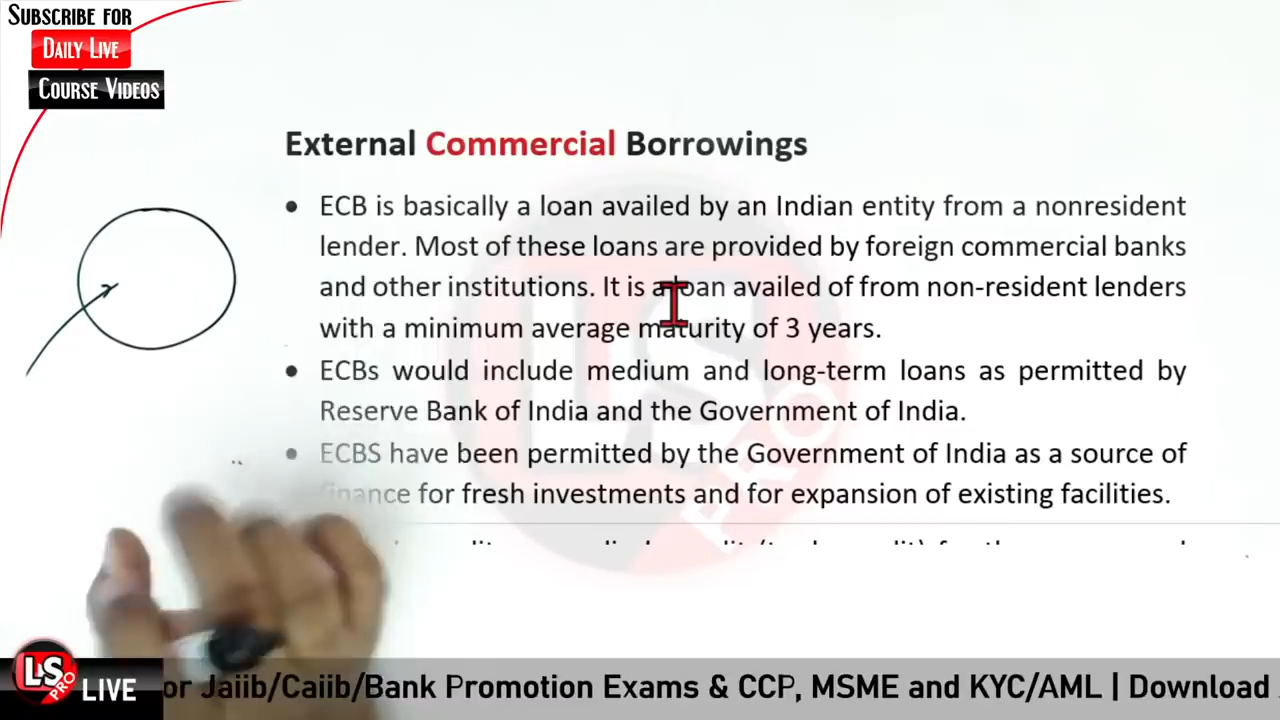 SUBSCRIBE FOR
DAILY LIVE
COURSE VIDEOS
External Commercial Borrowings
• ECB is basically a loan availed by an Indian entity from a nonresident
lender. Most of these loans are provided by foreign commercial banks
and other institutions. It is a loan availed of from non-resident lenders
with a minimum average maturity of 3 years.
• ECBs would include medium and long-term loans as permitted by
Reserve Bank of India and the Government of India.
• ECBS have been permitted by the Government of India as a source of
finance for fresh investments and for expansion of existing facilities.
LS
PRO
LS PRO LIVE
or Jaiib/Caiib/Bank Promotion Exams & CCP, MSME and KYC/AML | Download